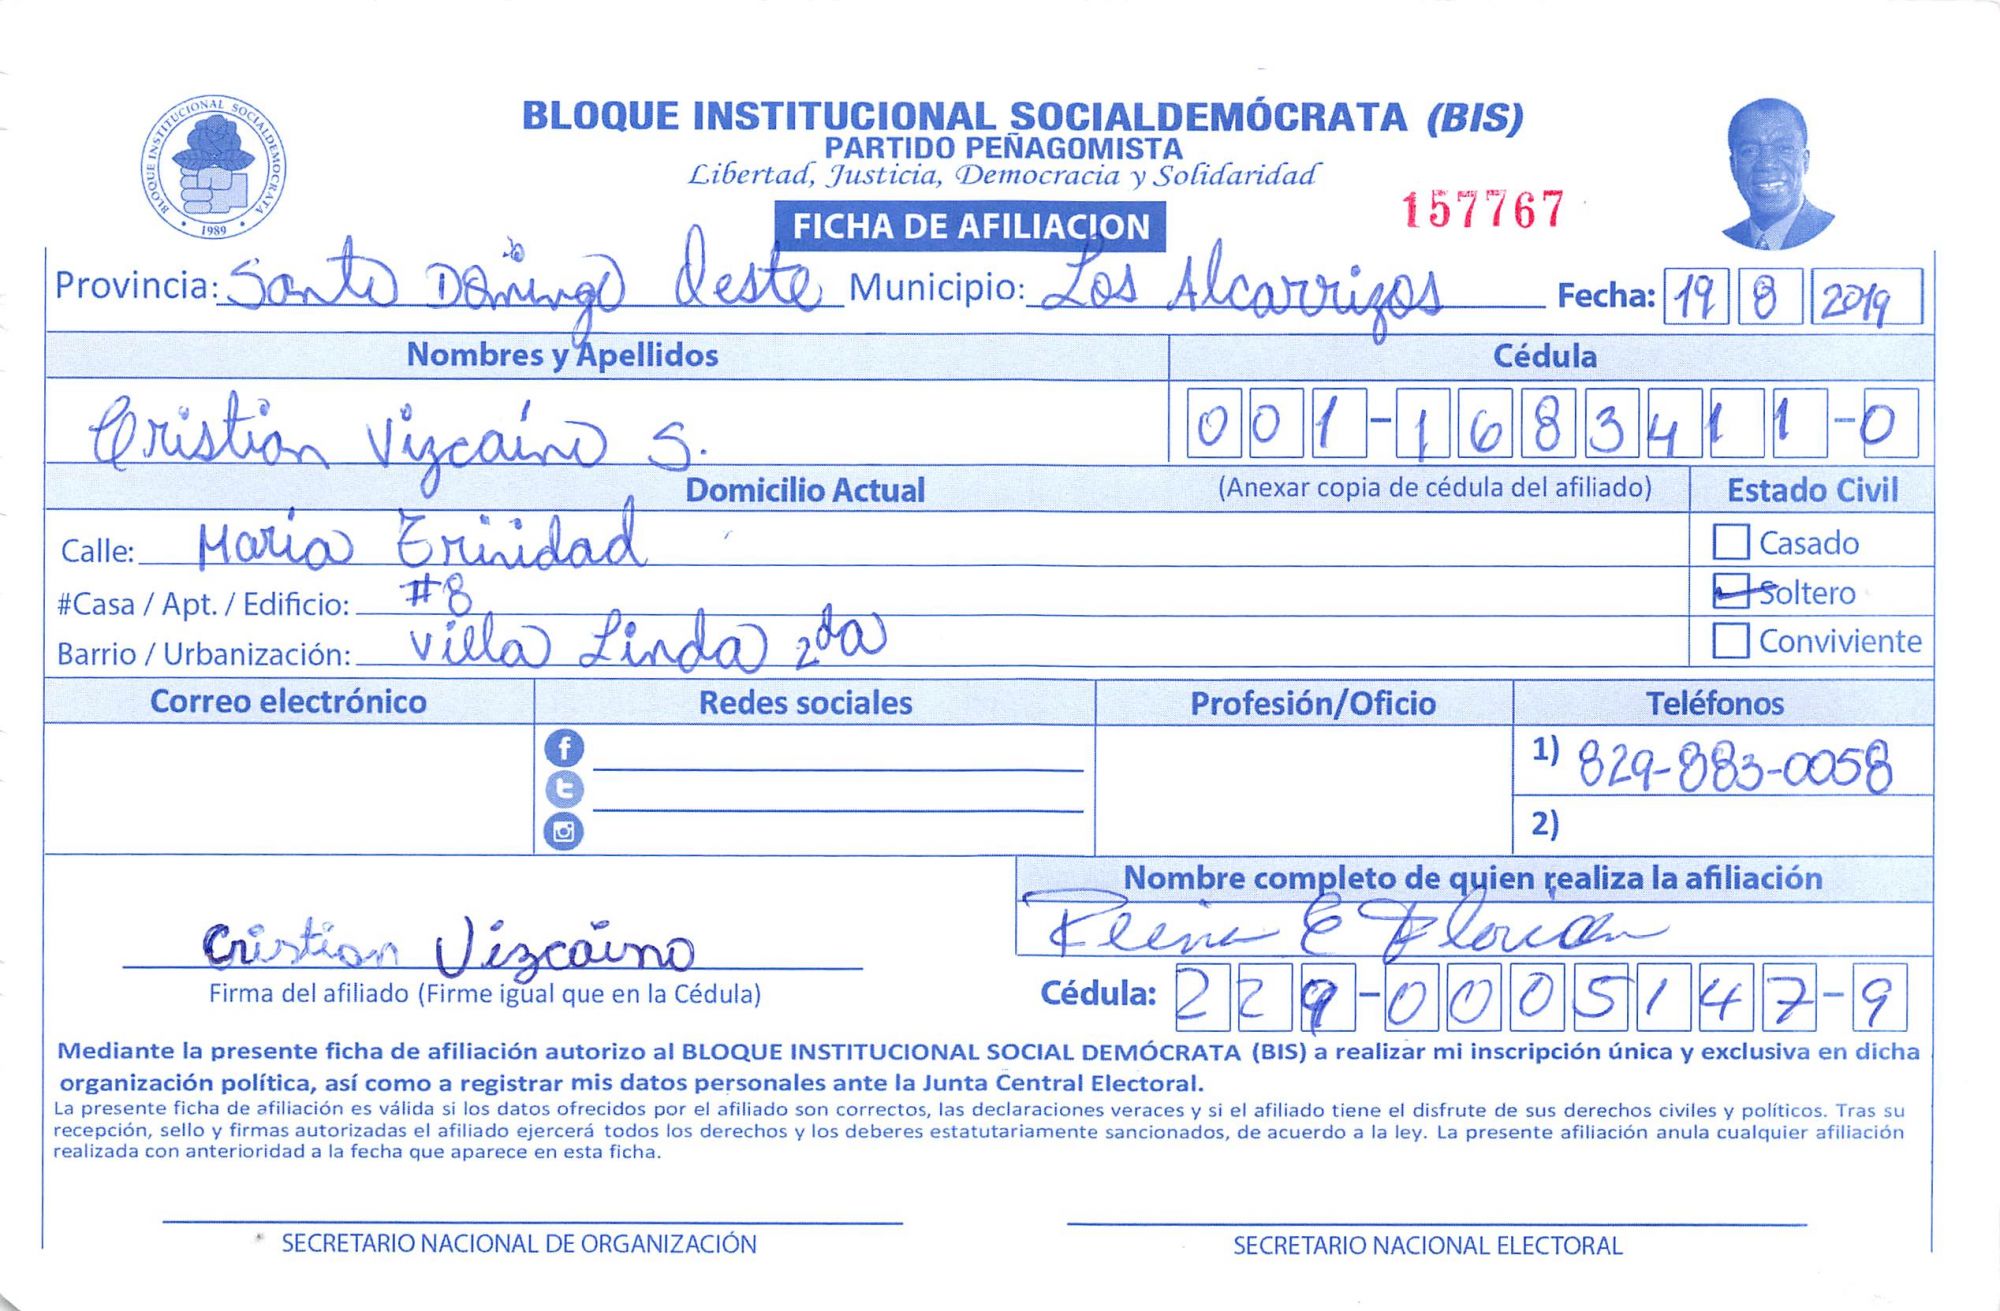 BLOQUE INSTITUCIONAL SOCIALDEMÓCRATA (BIS)
PARTIDO PEÑAGOMISTA
Libertad, Justicia, Democracia y Solidaridad
BLOQUE INSTITUCIONAL SOCIALDEMOCRATA
1989
157767
FICHA DE AFILIACION
Provincia: Santo Domingo Oeste Municipio: Los Alcarrizos Fecha: 19 8 2019
Nombres y Apellidos Cédula
Cristian Vizcaíno S. 001-1683411-0
Domicilio Actual (Anexar copia de cédula del afiliado) Estado Civil
Calle: María Trinidad Casado
#Casa / Apt. / Edificio: #8 Soltero
Barrio / Urbanización: Villa Linda 2da Conviviente
Correo electrónico Redes sociales Profesión/Oficio Teléfonos
1) 829-883-0058
2)
Nombre completo de quien realiza la afiliación
E Florian
Cristian Vizcaíno
Firma del afiliado (Firme igual que en la Cédula) Cédula: 229-0005147-9
Mediante la presente ficha de afiliación autorizo al BLOQUE INSTITUCIONAL SOCIAL DEMÓCRATA (BIS) a realizar mi inscripción única y exclusiva en dicha
organización política, así como a registrar mis datos personales ante la Junta Central Electoral.
La presente ficha de afiliación es válida si los datos ofrecidos por el afiliado son correctos, las declaraciones veraces y si el afiliado tiene el disfrute de sus derechos civiles y políticos. Tras su
recepción, sello y firmas autorizadas el afiliado ejercerá todos los derechos y los deberes estatutariamente sancionados, de acuerdo a la ley. La presente afiliación anula cualquier afiliación
realizada con anterioridad a la fecha que aparece en esta ficha.
SECRETARIO NACIONAL DE ORGANIZACIÓN SECRETARIO NACIONAL ELECTORAL